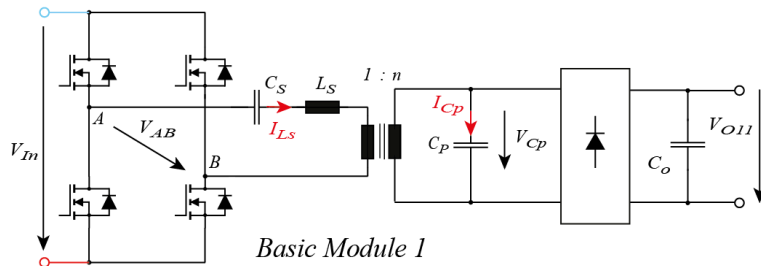 C_S
L_S
1 : n
A
V_AB
I_Ls
I_Cp
V_In
B
C_P
V_Cp
C_o
V_O11
Basic Module 1